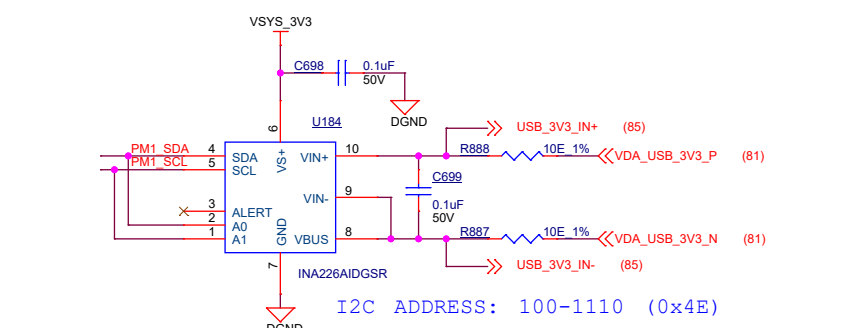 VSYS_3V3
C698 0.1uF
50V
DGND
U184
6
USB_3V3_IN+ (85)
PM1_SDA 4 SDA VS+ VIN+ 10 R888 10E_1% VDA_USB_3V3_P (81)
PM1_SCL 5 SCL
C699
VIN- 9
0.1uF
50V
3 ALERT
2 A0
1 A1 GND VBUS 8 R887 10E_1% VDA_USB_3V3_N (81)
7
USB_3V3_IN- (85)
INA226AIDGSR
I2C ADDRESS: 100-1110 (0x4E)
DGND